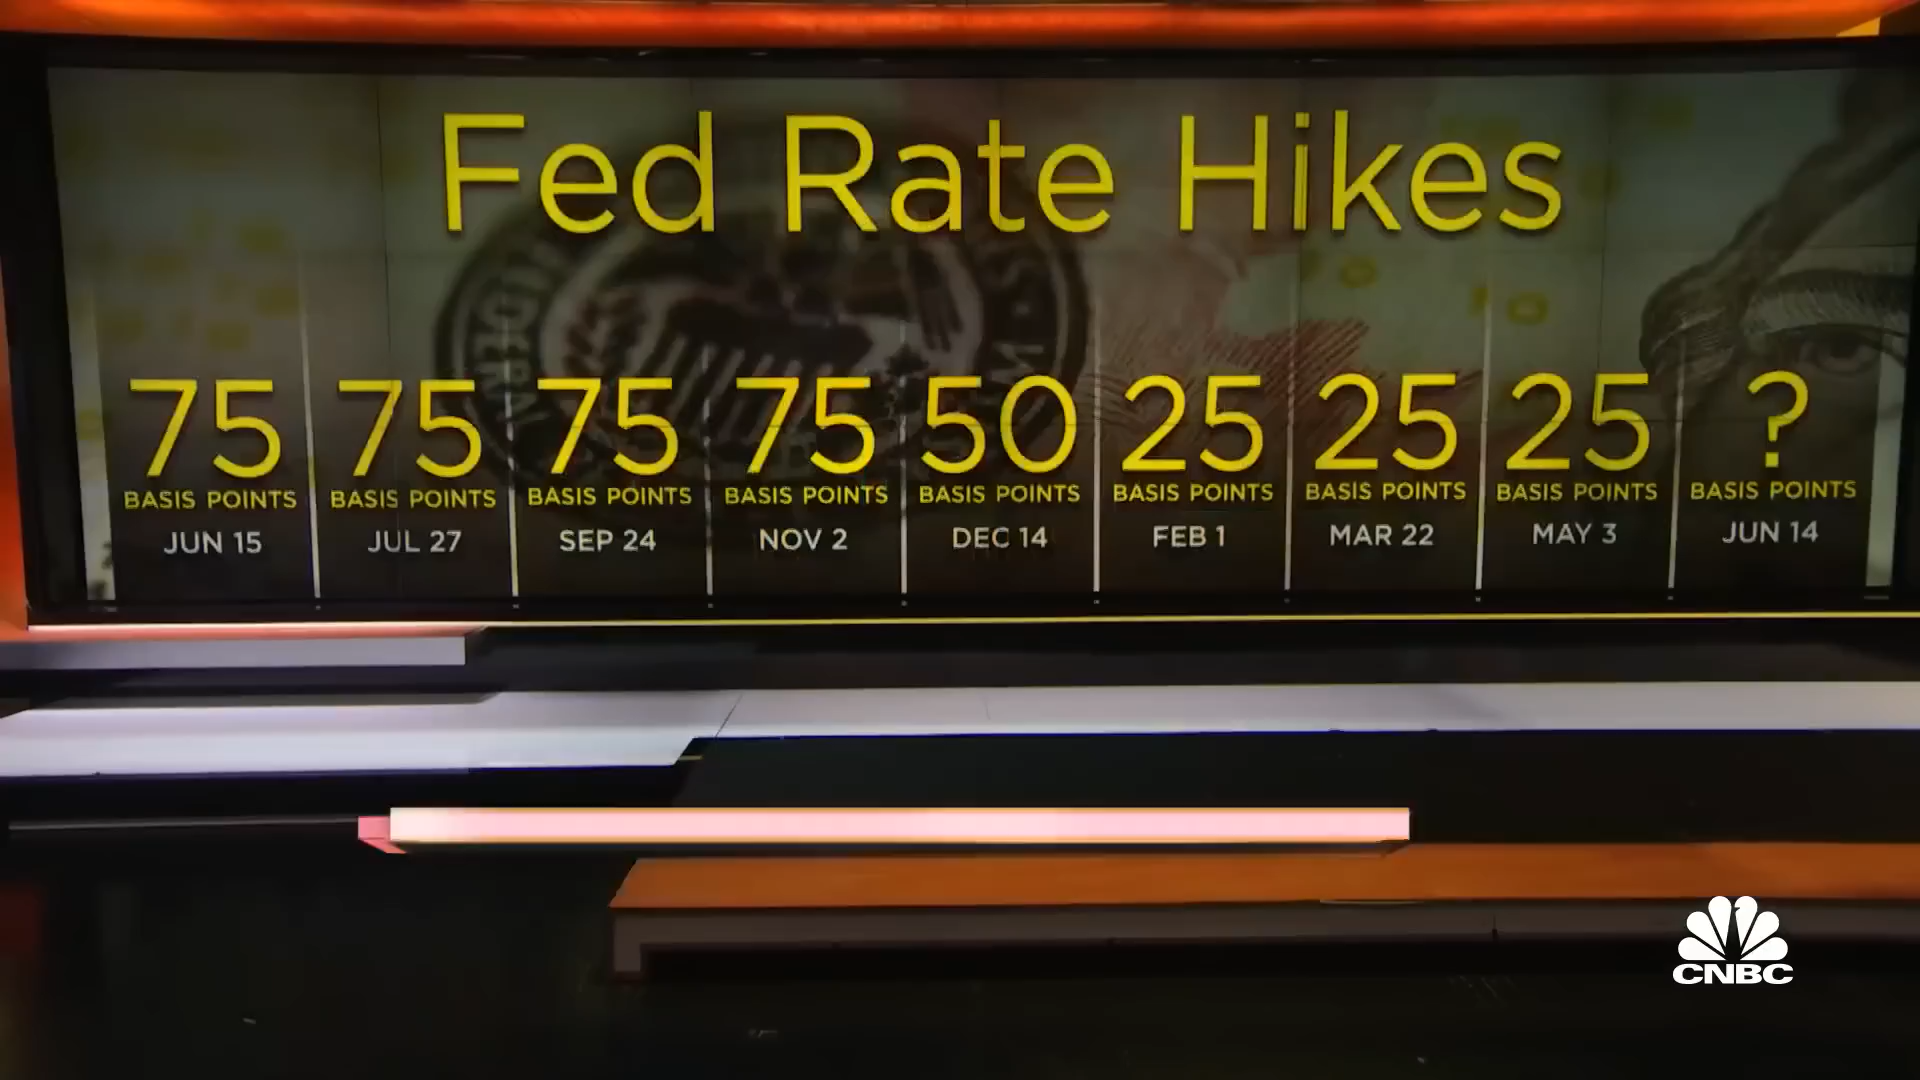 Fed Rate Hikes
75 75 75 75 50 25 25 25 ?
BASIS POINTS BASIS POINTS BASIS POINTS BASIS POINTS BASIS POINTS BASIS POINTS BASIS POINTS BASIS POINTS BASIS POINTS
JUN 15 JUL 27 SEP 24 NOV 2 DEC 14 FEB 1 MAR 22 MAY 3 JUN 14
CNBC